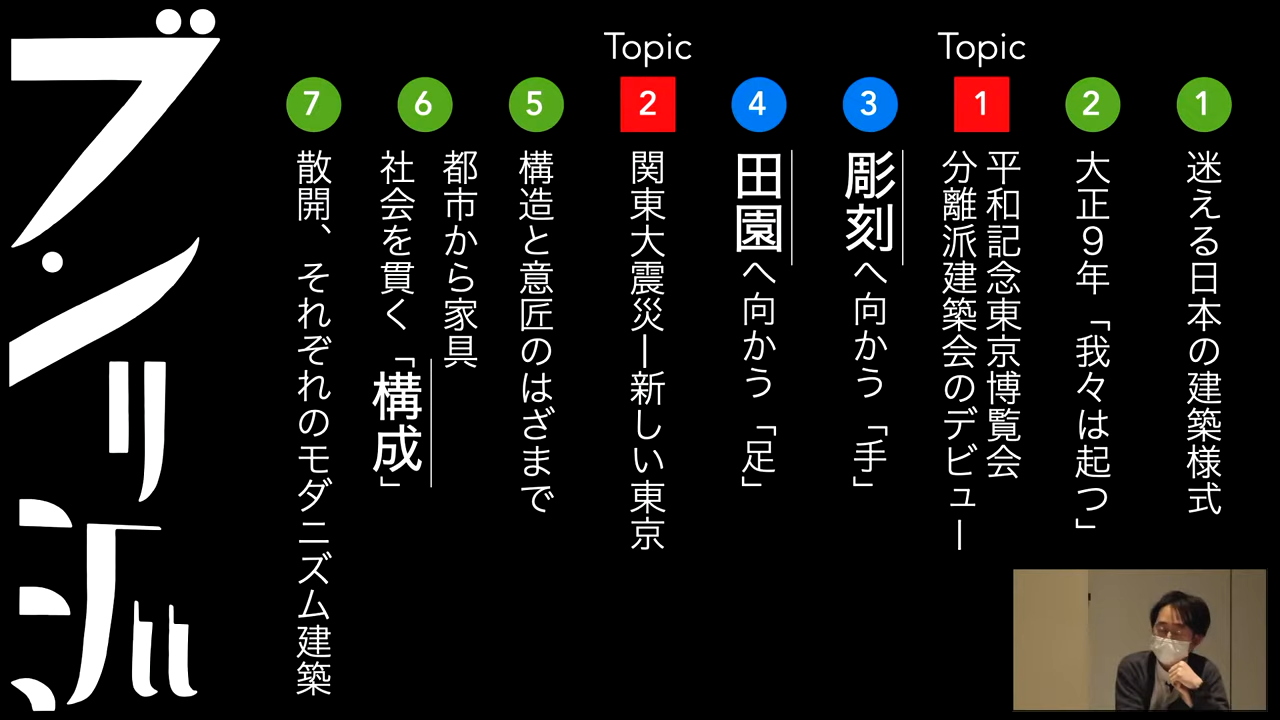 1
迷える日本の建築様式
2
大正9年「我々は起つ」
Topic
1
平和記念東京博覧会
分離派建築会のデビュー
3
彫刻へ向かう「手」
4
田園へ向かう「足」
Topic
2
関東大震災ー新しい東京
5
構造と意匠のはざまで
6
都市から家具
社会を貫く「構成」
7
散開、それぞれのモダニズム建築
ブンリ派